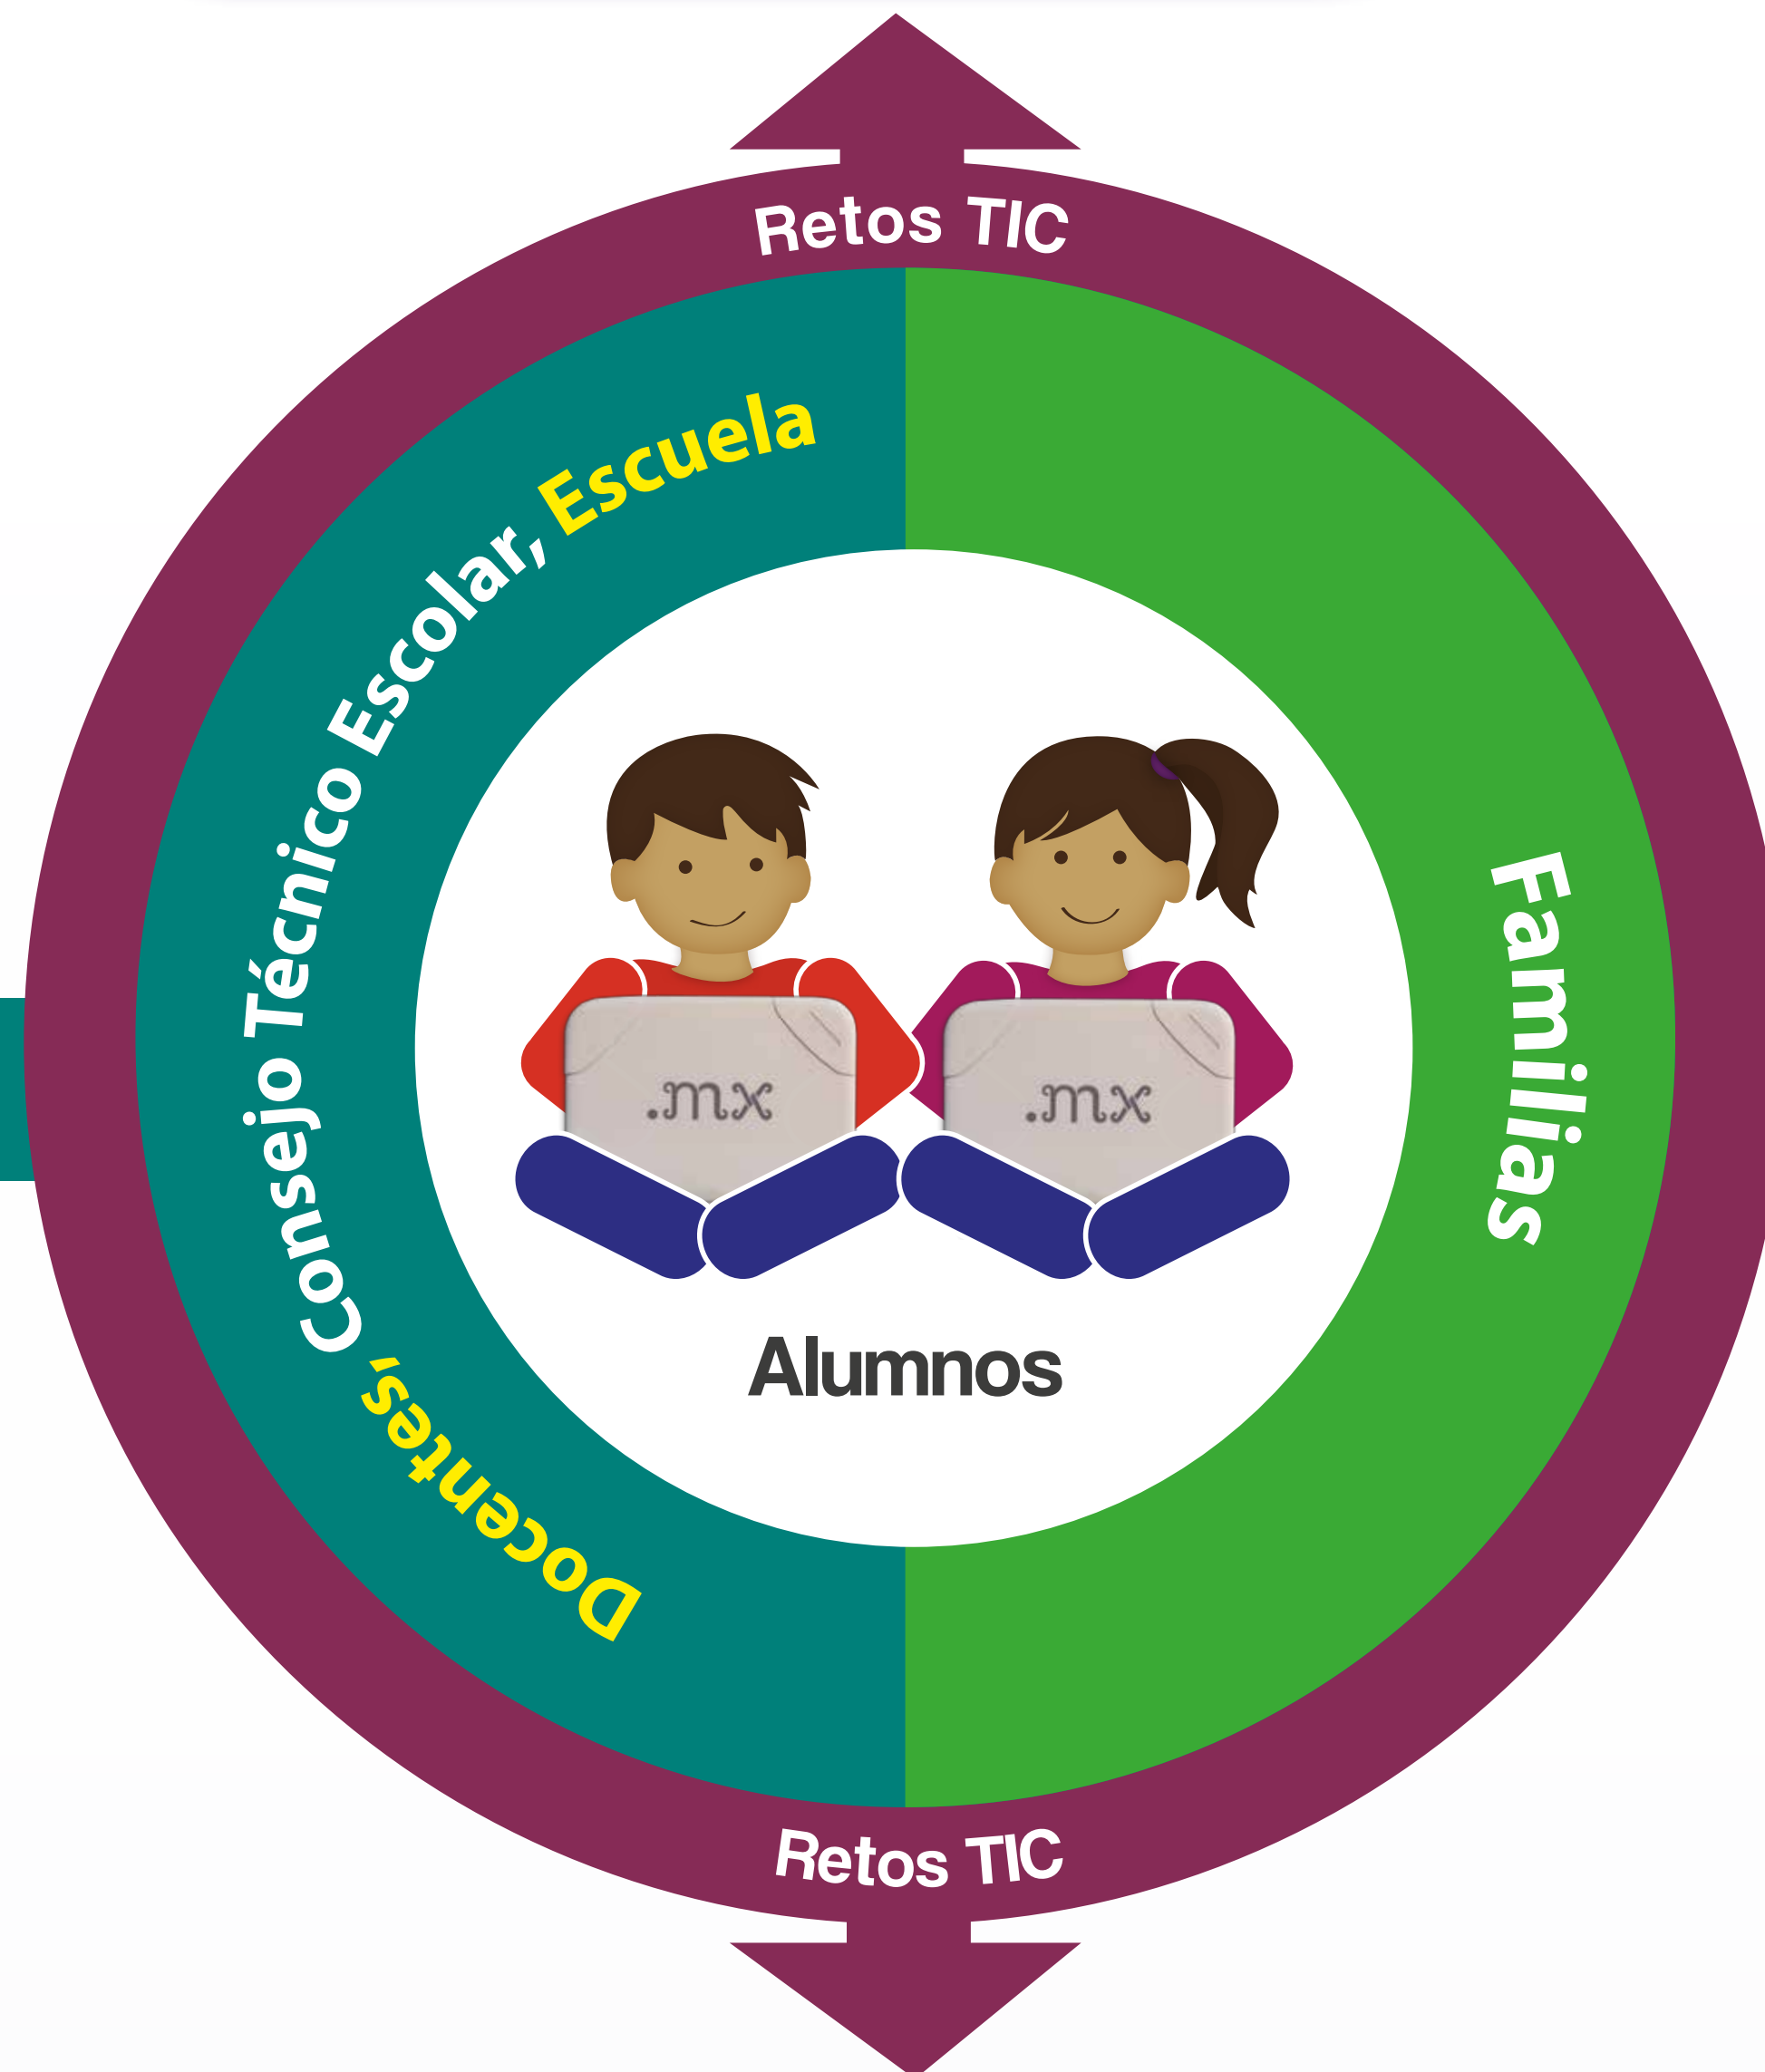 Retos TIC
Docentes, Consejo Técnico Escolar, Escuela
Familias
.mx
.mx
Alumnos
Retos TIC